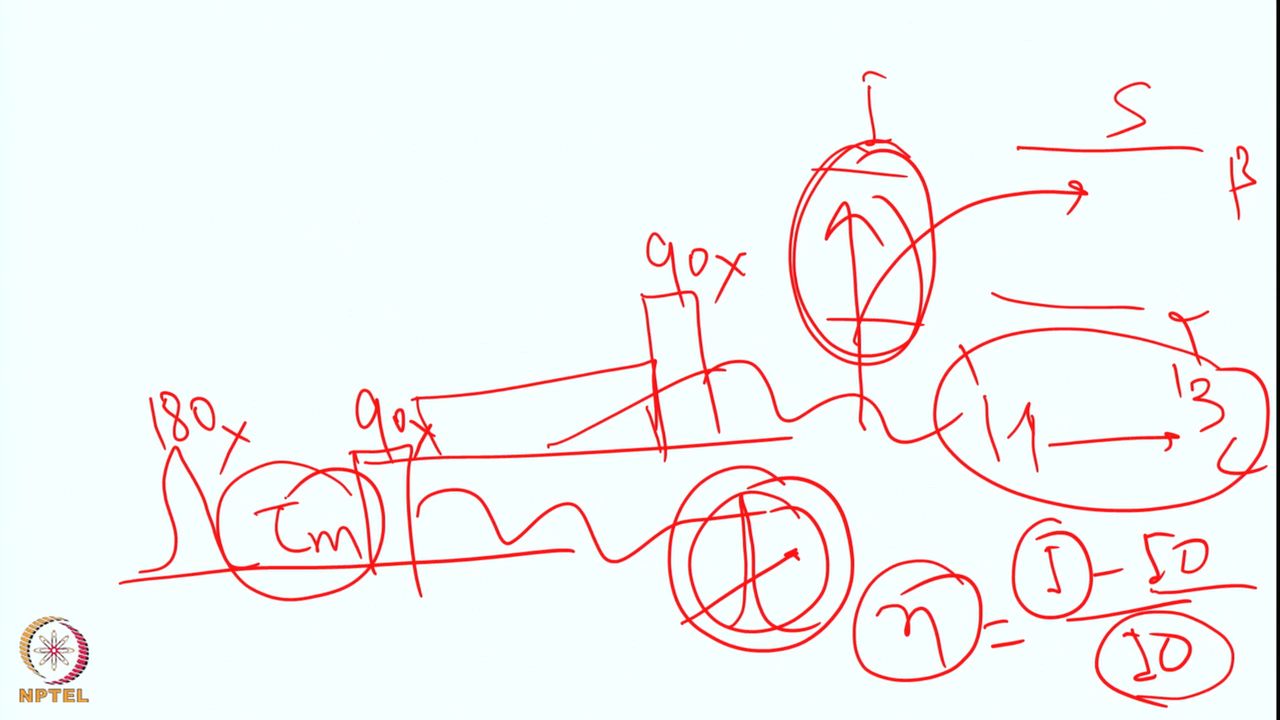 I
S
β
90x
α
180x
90x
1H → 13C
τm
η = I - I0 / I0
NPTEL